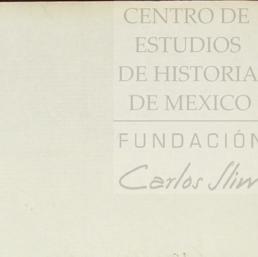 CENTRO DE
ESTUDIOS
DE HISTORIA
DE MEXICO
FUNDACIÓN
Carlos Slim